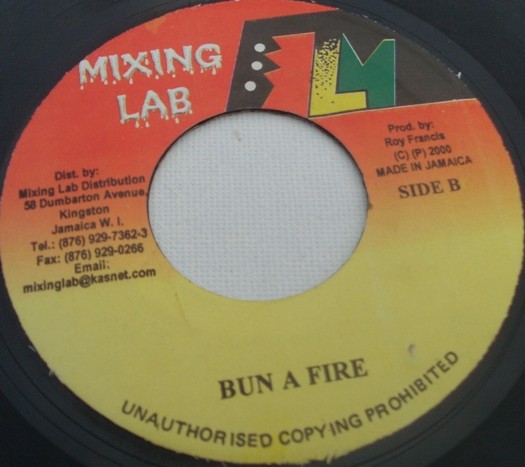 MIXING
LAB
Dist. by:
Mixing Lab Distribution
58 Dumbarton Avenue,
Kingston
Jamaica W. I.
Tel.: (876) 929-7362-3
Fax: (876) 929-0266
Email:
mixinglab@kasnet.com
Prod. by:
Roy Francis
(C) (P) 2000
MADE IN JAMAICA
SIDE B
BUN A FIRE
UNAUTHORISED COPYING PROHIBITED